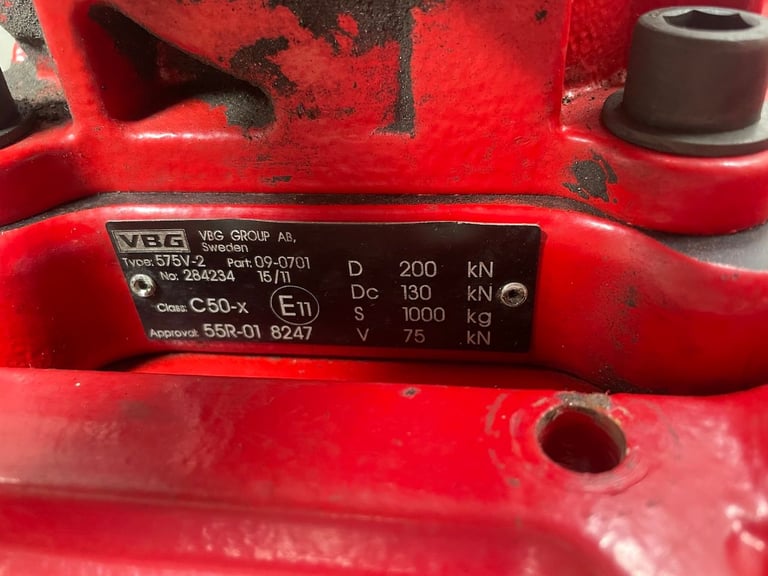 VBG VBG GROUP AB,
Sweden
Type: 575V-2 Part: 09-0701
No: 284234 15/11
Class: C50-X E11
Approval: 55R-01 8247
D 200 kN
Dc 130 kN
S 1000 kg
V 75 kN